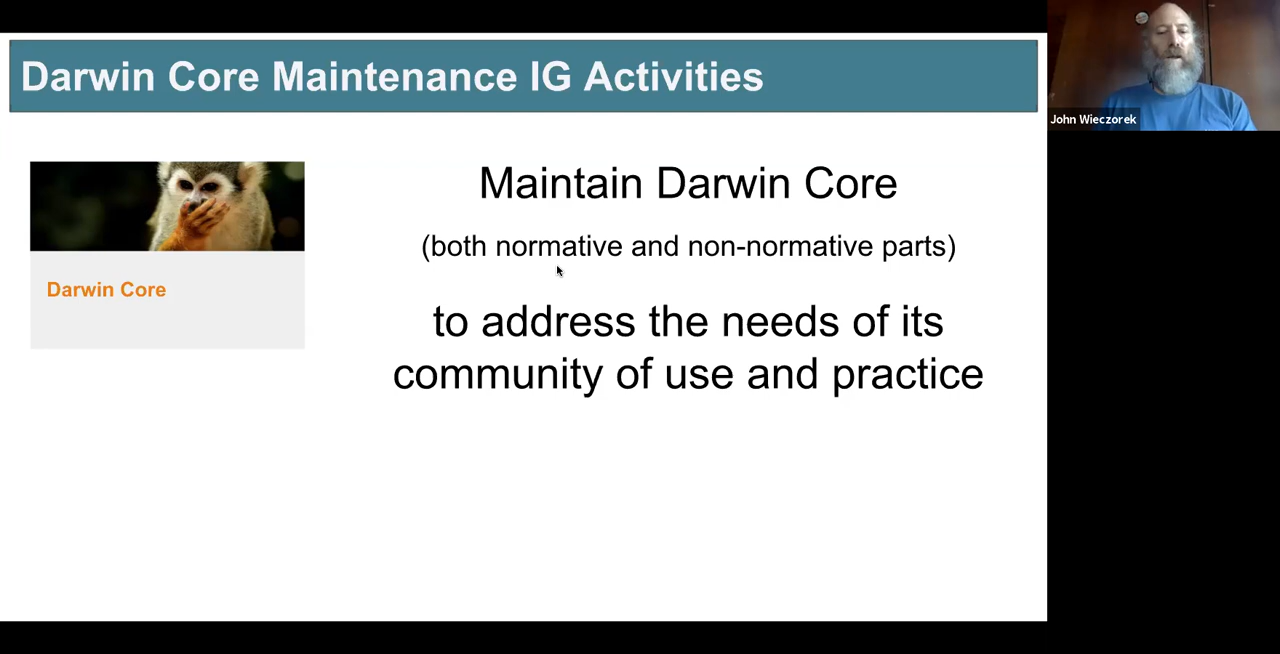 Darwin Core Maintenance IG Activities
John Wieczorek
Maintain Darwin Core
(both normative and non-normative parts)
Darwin Core
to address the needs of its
community of use and practice